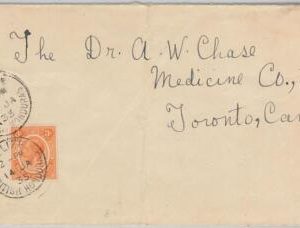 The Dr. A. W. Chase
Medicine Co.,
Toronto, Can